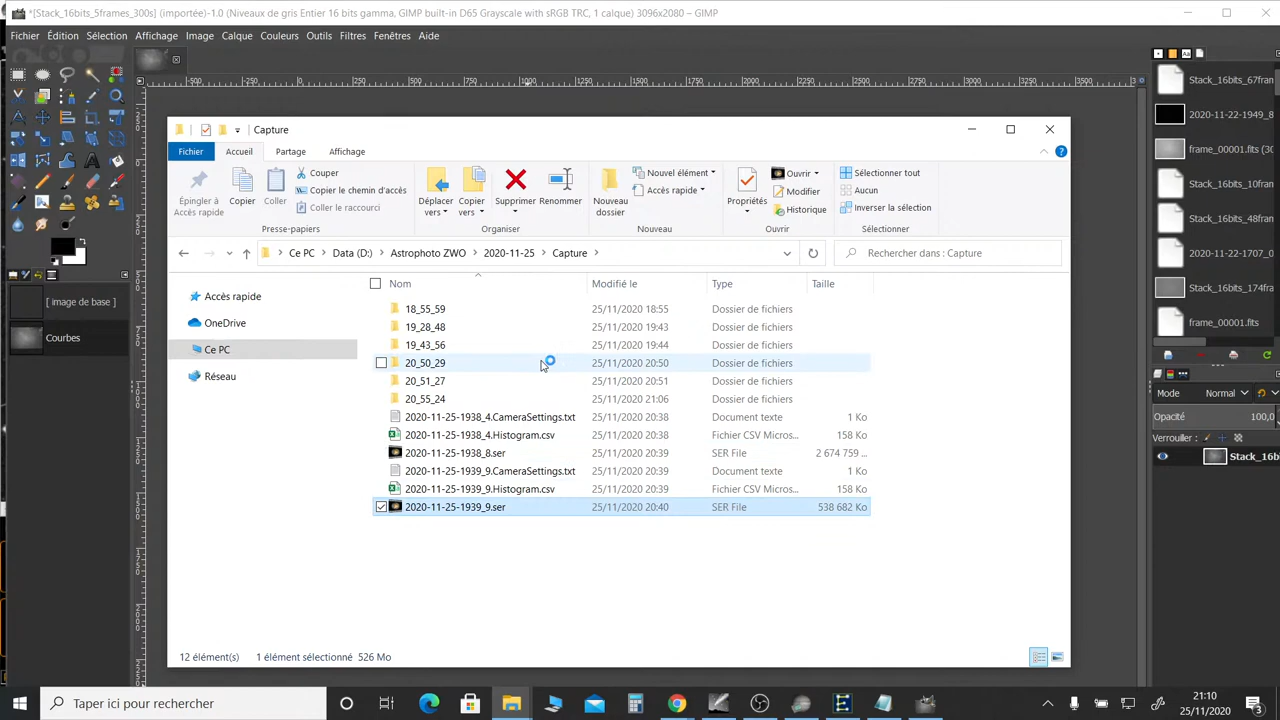 *[Stack_16bits_5frames_300s] (importée)-1.0 (Niveaux de gris Entier 16 bits gamma, GIMP built-in D65 Grayscale with sRGB TRC, 1 calque) 3096x2080 – GIMP
Fichier Édition Sélection Affichage Image Calque Couleurs Outils Filtres Fenêtres Aide
-500 0 500 1000 1500 2000 2500 3000 3500
Stack_16bits_67fram
2020-11-22-1949_8
frame_00001.fits (30
Stack_16bits_10fram
Stack_16bits_48fram
2020-11-22-1707_0
Stack_16bits_174fra
frame_00001.fits
Mode Normal
Opacité 100,0
Verrouiller :
Stack_16b
[image de base]
Courbes
Capture
Fichier Accueil Partage Affichage
Épingler à Accès rapide
Copier
Coller
Couper
Copier le chemin d'accès
Coller le raccourci
Presse-papiers
Déplacer vers
Copier vers
Supprimer
Renommer
Organiser
Nouveau dossier
Nouvel élément
Accès rapide
Nouveau
Propriétés
Ouvrir
Modifier
Historique
Ouvrir
Sélectionner tout
Aucun
Inverser la sélection
Sélectionner
Ce PC > Data (D:) > Astrophoto ZWO > 2020-11-25 > Capture >
Rechercher dans : Capture
Accès rapide
OneDrive
Ce PC
Réseau
Nom Modifié le Type Taille
18_55_59 25/11/2020 18:55 Dossier de fichiers
19_28_48 25/11/2020 19:43 Dossier de fichiers
19_43_56 25/11/2020 19:44 Dossier de fichiers
20_50_29 25/11/2020 20:50 Dossier de fichiers
20_51_27 25/11/2020 20:51 Dossier de fichiers
20_55_24 25/11/2020 21:06 Dossier de fichiers
2020-11-25-1938_4.CameraSettings.txt 25/11/2020 20:38 Document texte 1 Ko
2020-11-25-1938_4.Histogram.csv 25/11/2020 20:38 Fichier CSV Micros... 158 Ko
2020-11-25-1938_8.ser 25/11/2020 20:39 SER File 2 674 759 ...
2020-11-25-1939_9.CameraSettings.txt 25/11/2020 20:39 Document texte 1 Ko
2020-11-25-1939_9.Histogram.csv 25/11/2020 20:39 Fichier CSV Micros... 158 Ko
2020-11-25-1939_9.ser 25/11/2020 20:40 SER File 538 682 Ko
12 élément(s) 1 élément sélectionné 526 Mo
Taper ici pour rechercher
21:10
25/11/2020
3